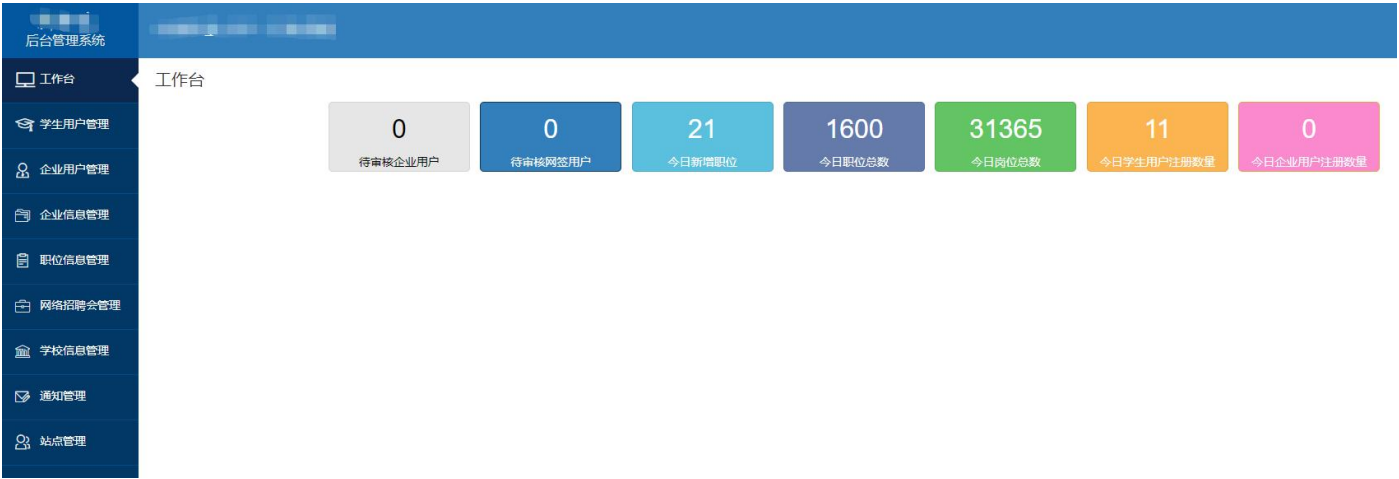 后台管理系统
工作台
学生用户管理
企业用户管理
企业信息管理
职位信息管理
网络招聘会管理
学校信息管理
通知管理
站点管理
工作台
0
待审核企业用户
0
待审核网签用户
21
今日新增职位
1600
今日职位总数
31365
今日岗位总数
11
今日学生用户注册数量
0
今日企业用户注册数量